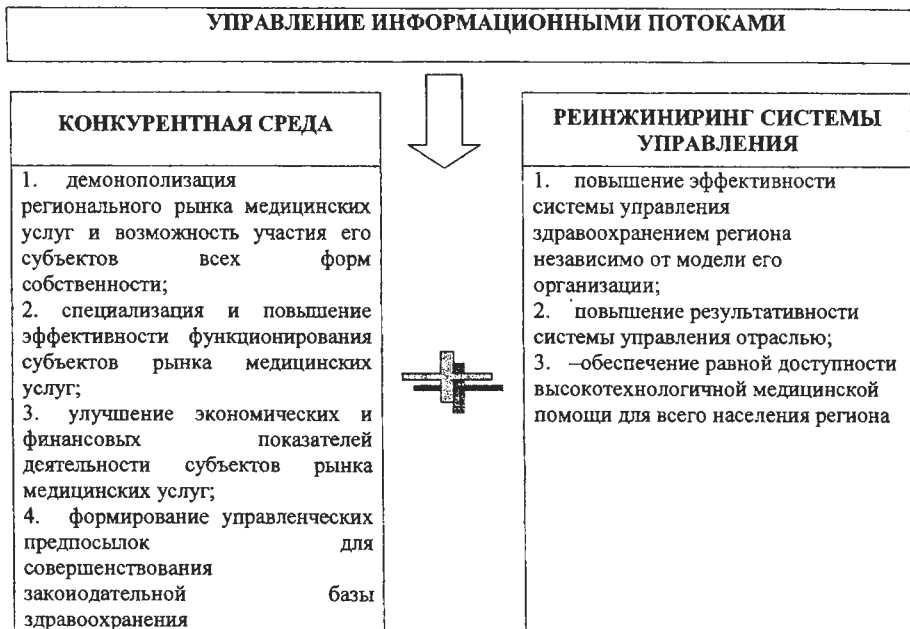 УПРАВЛЕНИЕ ИНФОРМАЦИОННЫМИ ПОТОКАМИ
КОНКУРЕНТНАЯ СРЕДА
1. демонополизация
регионального рынка медицинских
услуг и возможность участия его
субъектов всех форм
собственности;
2. специализация и повышение
эффективности функционирования
субъектов рынка медицинских
услуг;
3. улучшение экономических и
финансовых показателей
деятельности субъектов рынка
медицинских услуг;
4. формирование управленческих
предпосылок для
совершенствования
законодательной базы
здравоохранения
РЕИНЖИНИРИНГ СИСТЕМЫ
УПРАВЛЕНИЯ
1. повышение эффективности
системы управления
здравоохранением региона
независимо от модели его
организации;
2. повышение результативности
системы управления отраслью;
3. –обеспечение равной доступности
высокотехнологичной медицинской
помощи для всего населения региона